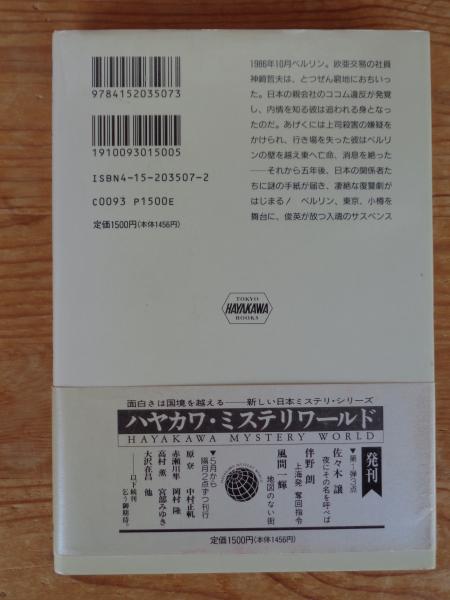 9784152035073
1910093015005
ISBN4-15-203507-2
C0093 P1500E
定価1500円(本体1456円)
1986年10月ベルリン。欧亜交易の社員
神崎哲夫は、とつぜん窮地におちいっ
た。日本の親会社のココム違反が発覚
し、内情を知る彼は追われる身となっ
たのだ。あげくには上司殺害の嫌疑を
かけられ、行き場を失った彼はベルリ
ンの壁を越え東へ亡命、消息を絶った
――それから五年後、日本の関係者た
ちに謎の手紙が届き、凄絶な復讐劇が
はじまる! ベルリン、東京、小樽を
舞台に、俊英が放つ入魂のサスペンス
TOKYO
HAYAKAWA
BOOKS
面白さは国境を越える――新しい日本ミステリ・シリーズ
ハヤカワ・ミステリワールド
HAYAKAWA MYSTERY WORLD
発刊
▼第1弾3点
佐々木 譲
夜にその名を呼べば
伴野 朗
上海発 奪回指令
風間一輝
地図のない街
▼5月から
隔月2点ずつ刊行
原 尞 中村正䡄
赤瀬川隼 岡村 隆
高村 薫 宮部みゆき
大沢在昌 他
――以下続刊
乞う御期待。
定価1500円(本体1456円)